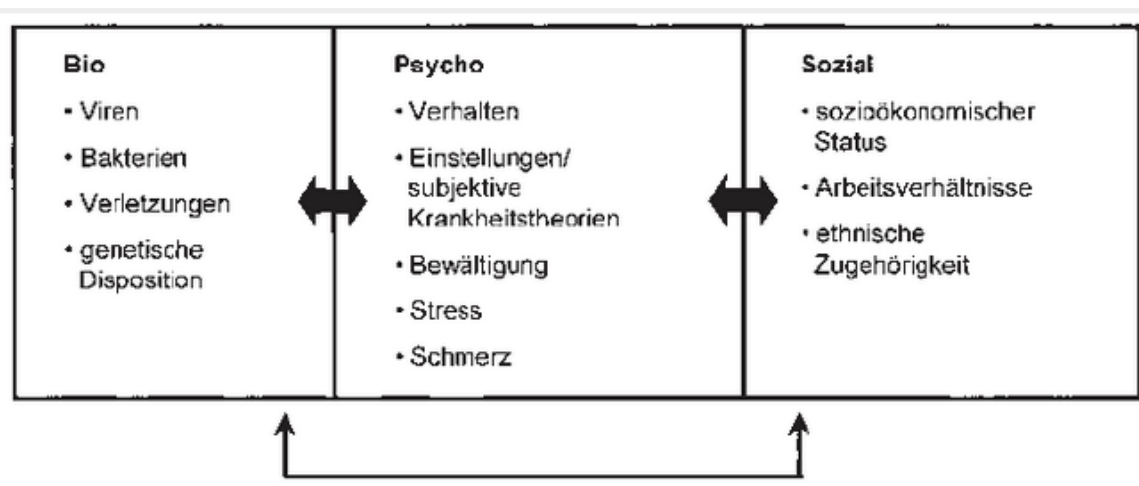 Bio
• Viren
• Bakterien
• Verletzungen
• genetische
Disposition
Psycho
• Verhalten
• Einstellungen/
subjektive
Krankheitstheorien
• Bewältigung
• Stress
• Schmerz
Sozial
• sozioökonomischer
Status
• Arbeitsverhältnisse
• ethnische
Zugehörigkeit